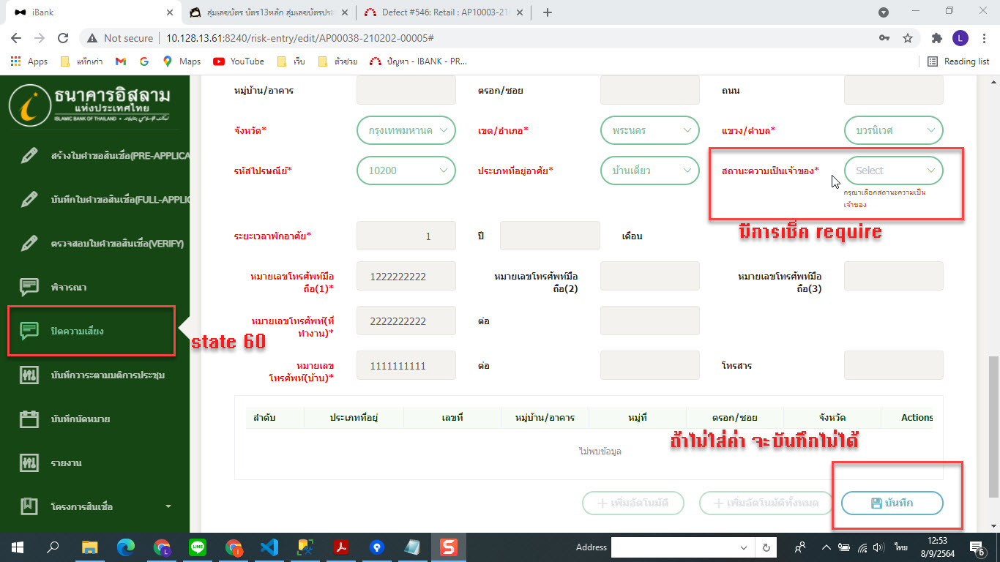 iBank
สุ่มเลขบัตร บัตร13หลัก สุ่มเลขบัตรประ
Defect #546: Retail : AP10003-21
Not secure
10.128.13.61:8240/risk-entry/edit/AP00038-210202-00005#
L
Apps
แท๊กเก่า
Maps
YouTube
เว็บ
ตัวช่วย
ปัญหา - IBANK - PR...
Reading list
ธนาคารอิสลาม
แห่งประเทศไทย
ISLAMIC BANK OF THAILAND
สร้างใบคำขอสินเชื่อ(PRE-APPLICA
บันทึกใบคำขอสินเชื่อ(FULL-APPLIC
ตรวจสอบใบคำขอสินเชื่อ(VERIFY)
พิจารณา
ปิดความเสี่ยง
state 60
บันทึกวาระตามมติการประชุม
บันทึกนัดหมาย
รายงาน
โครงการสินเชื่อ
หมู่บ้าน/อาคาร
ตรอก/ซอย
ถนน
จังหวัด*
กรุงเทพมหานค
เขต/อำเภอ*
พระนคร
แขวง/ตำบล*
บวรนิเวศ
รหัสไปรษณีย์*
10200
ประเภทที่อยู่อาศัย*
บ้านเดี่ยว
สถานะความเป็นเจ้าของ*
Select
กรุณาเลือกสถานะความเป็น
เจ้าของ
มีการเช็ค require
ระยะเวลาพักอาศัย*
1
ปี
เดือน
หมายเลขโทรศัพท์มือ
ถือ(1)*
1222222222
หมายเลขโทรศัพท์มือ
ถือ(2)
หมายเลขโทรศัพท์มือ
ถือ(3)
หมายเลขโทรศัพท์(ที่
ทำงาน)*
2222222222
ต่อ
หมายเลข
โทรศัพท์(บ้าน)*
1111111111
ต่อ
โทรสาร
ลำดับ
ประเภทที่อยู่
เลขที่
หมู่บ้าน/อาคาร
หมู่ที่
ตรอก/ซอย
จังหวัด
Actions
ไม่พบข้อมูล
ถ้าไม่ใส่ค่า จะบันทึกไม่ได้
เพิ่มอัตโนมัติ
เพิ่มอัตโนมัติทั้งหมด
บันทึก
Address
ไทย
12:53
8/9/2564
6